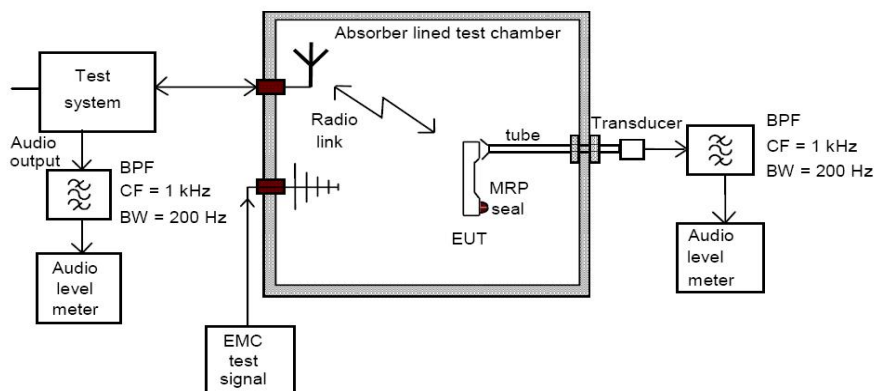 Absorber lined test chamber
Test
system
Audio
output
BPF
CF = 1 kHz
BW = 200 Hz
Audio
level
meter
Radio
link
EMC
test
signal
tube
MRP
seal
EUT
Transducer
BPF
CF = 1 kHz
BW = 200 Hz
Audio
level
meter